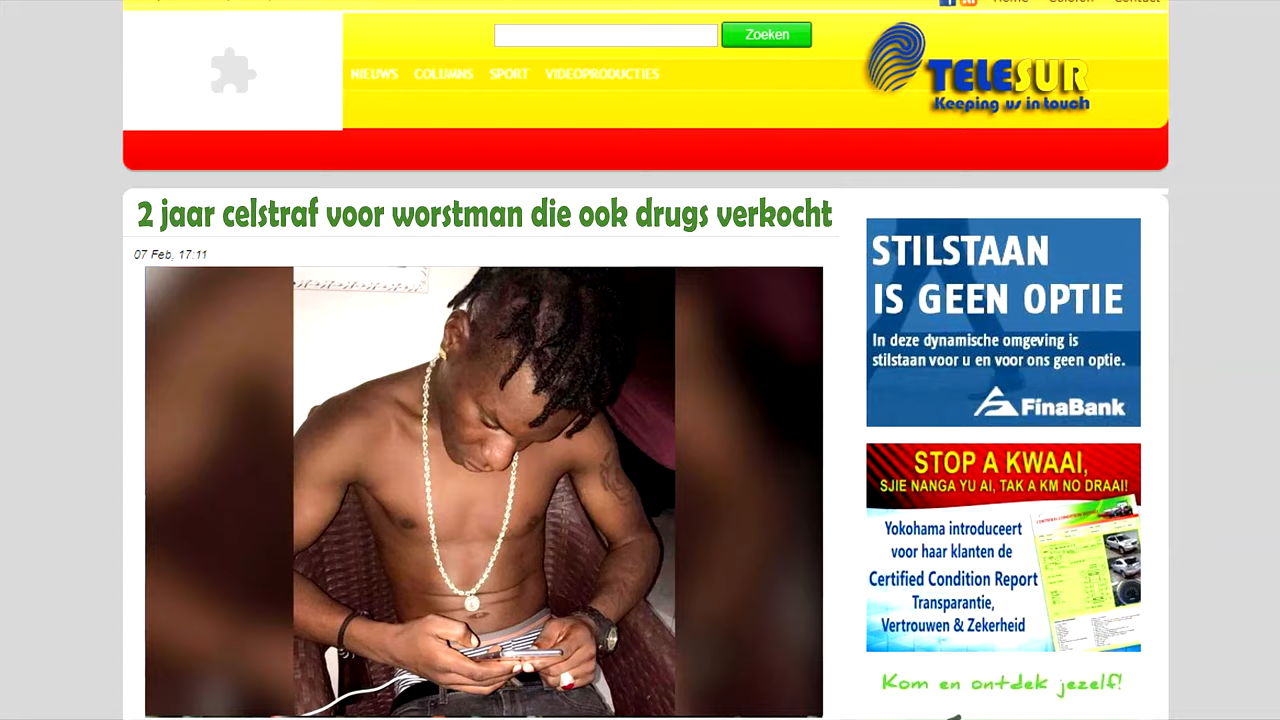 Home Colofon Contact
Zoeken
NIEUWS COLUMNS SPORT VIDEOPRODUCTIES
TELESUR
Keeping us in touch
2 jaar celstraf voor worstman die ook drugs verkocht
07 Feb, 17:11
STILSTAAN
IS GEEN OPTIE
In deze dynamische omgeving is
stilstaan voor u en voor ons geen optie.
FinaBank
STOP A KWAAI,
SJIE NANGA YU AI, TAK A KM NO DRAAI!
Yokohama introduceert
voor haar klanten de
Certified Condition Report
Transparantie,
Vertrouwen & Zekerheid
Kom en ontdek jezelf!